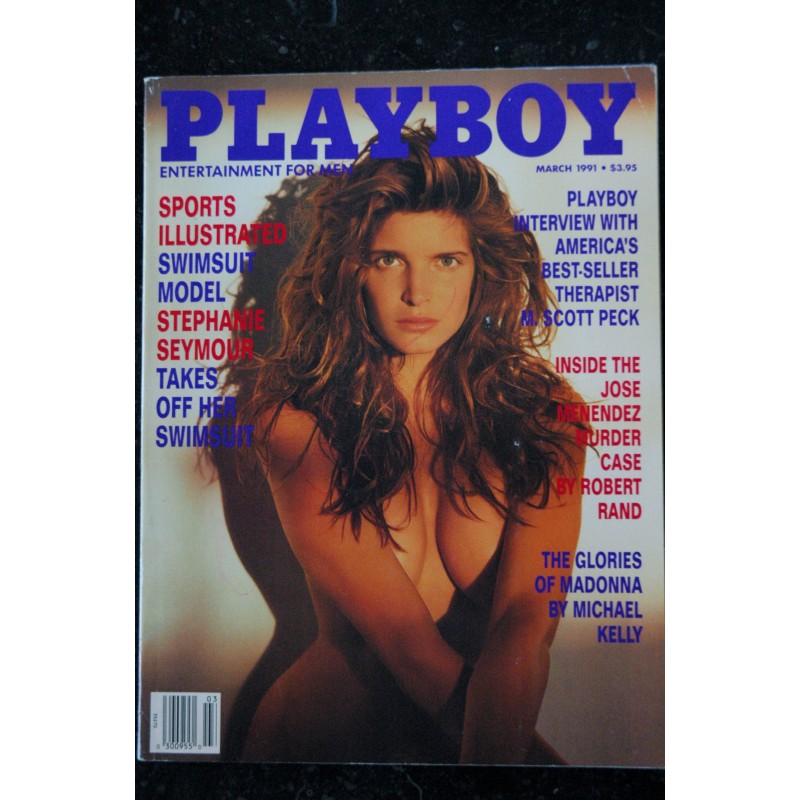 PLAYBOY
ENTERTAINMENT FOR MEN
MARCH 1991 • $3.95
SPORTS
ILLUSTRATED
SWIMSUIT
MODEL
STEPHANIE
SEYMOUR
TAKES
OFF HER
SWIMSUIT
PLAYBOY
INTERVIEW WITH
AMERICA'S
BEST-SELLER
THERAPIST
M. SCOTT PECK
INSIDE THE
JOSE
MENENDEZ
MURDER
CASE
BY ROBERT
RAND
THE GLORIES
OF MADONNA
BY MICHAEL
KELLY
03
300955